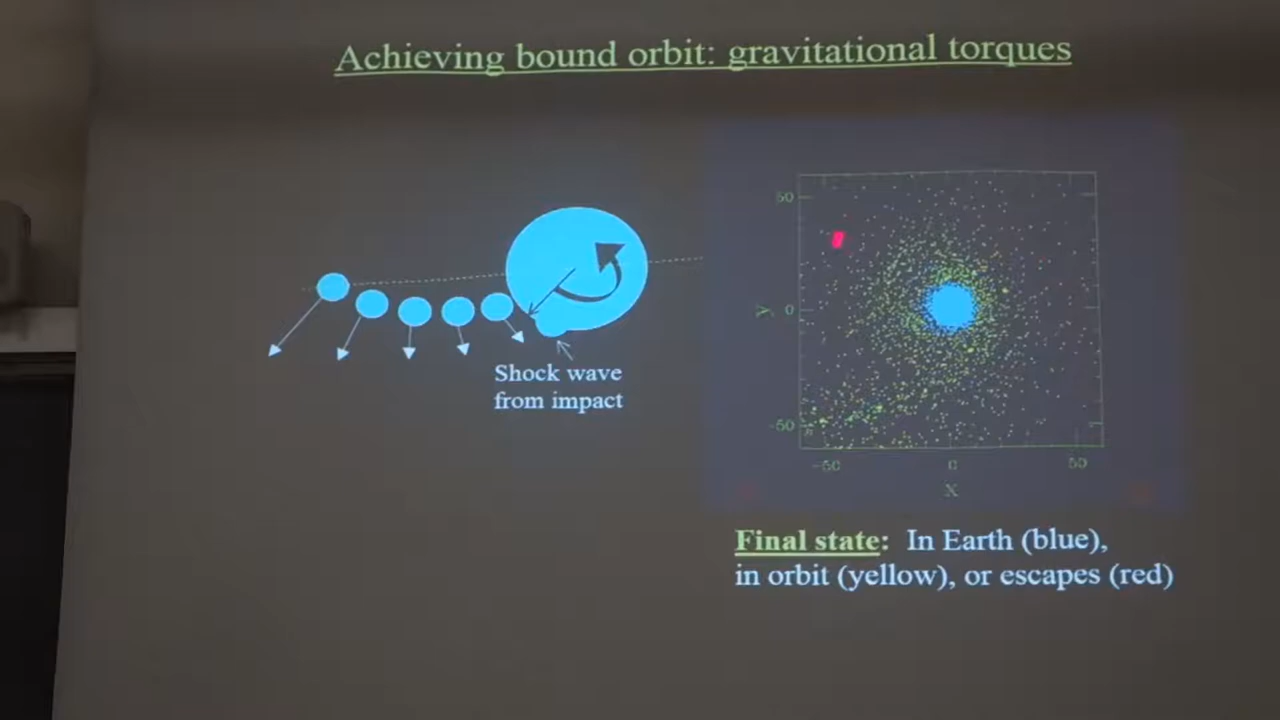 Achieving bound orbit: gravitational torques
Shock wave
from impact
50
y 0
-50
-50 0 50
X
Final state: In Earth (blue),
in orbit (yellow), or escapes (red)